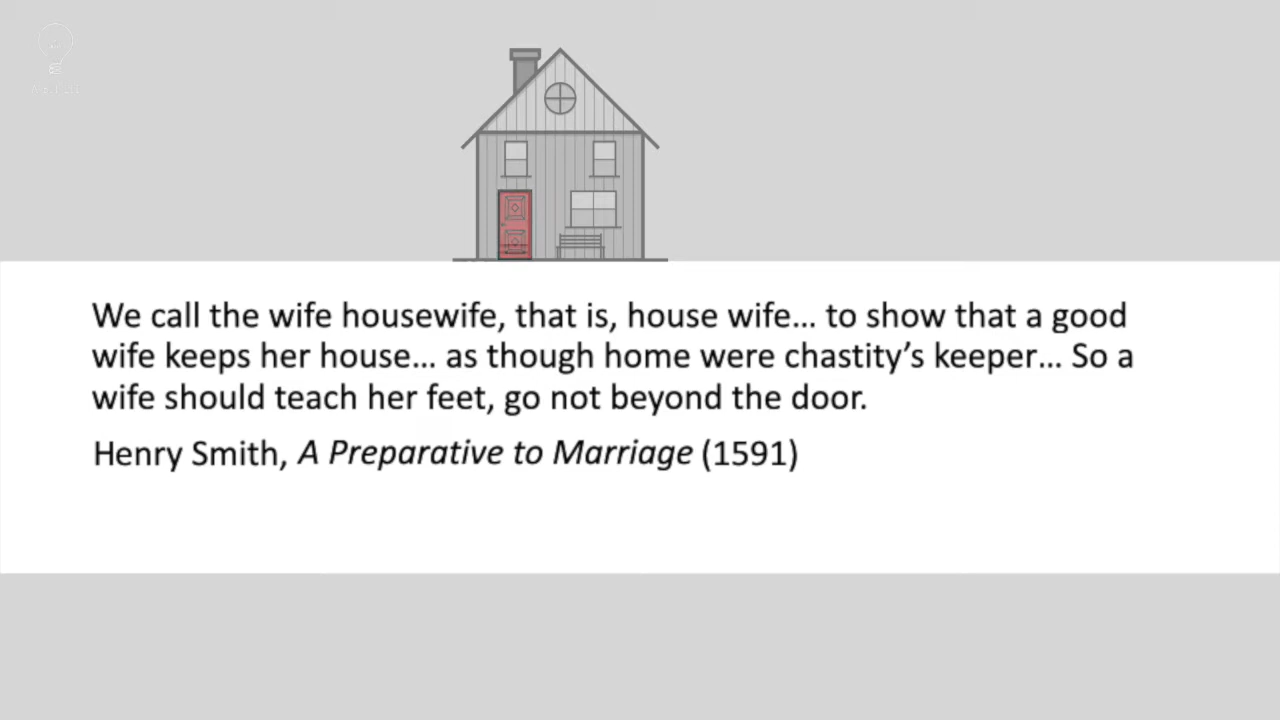 We call the wife housewife, that is, house wife… to show that a good
wife keeps her house… as though home were chastity’s keeper… So a
wife should teach her feet, go not beyond the door.
Henry Smith, A Preparative to Marriage (1591)